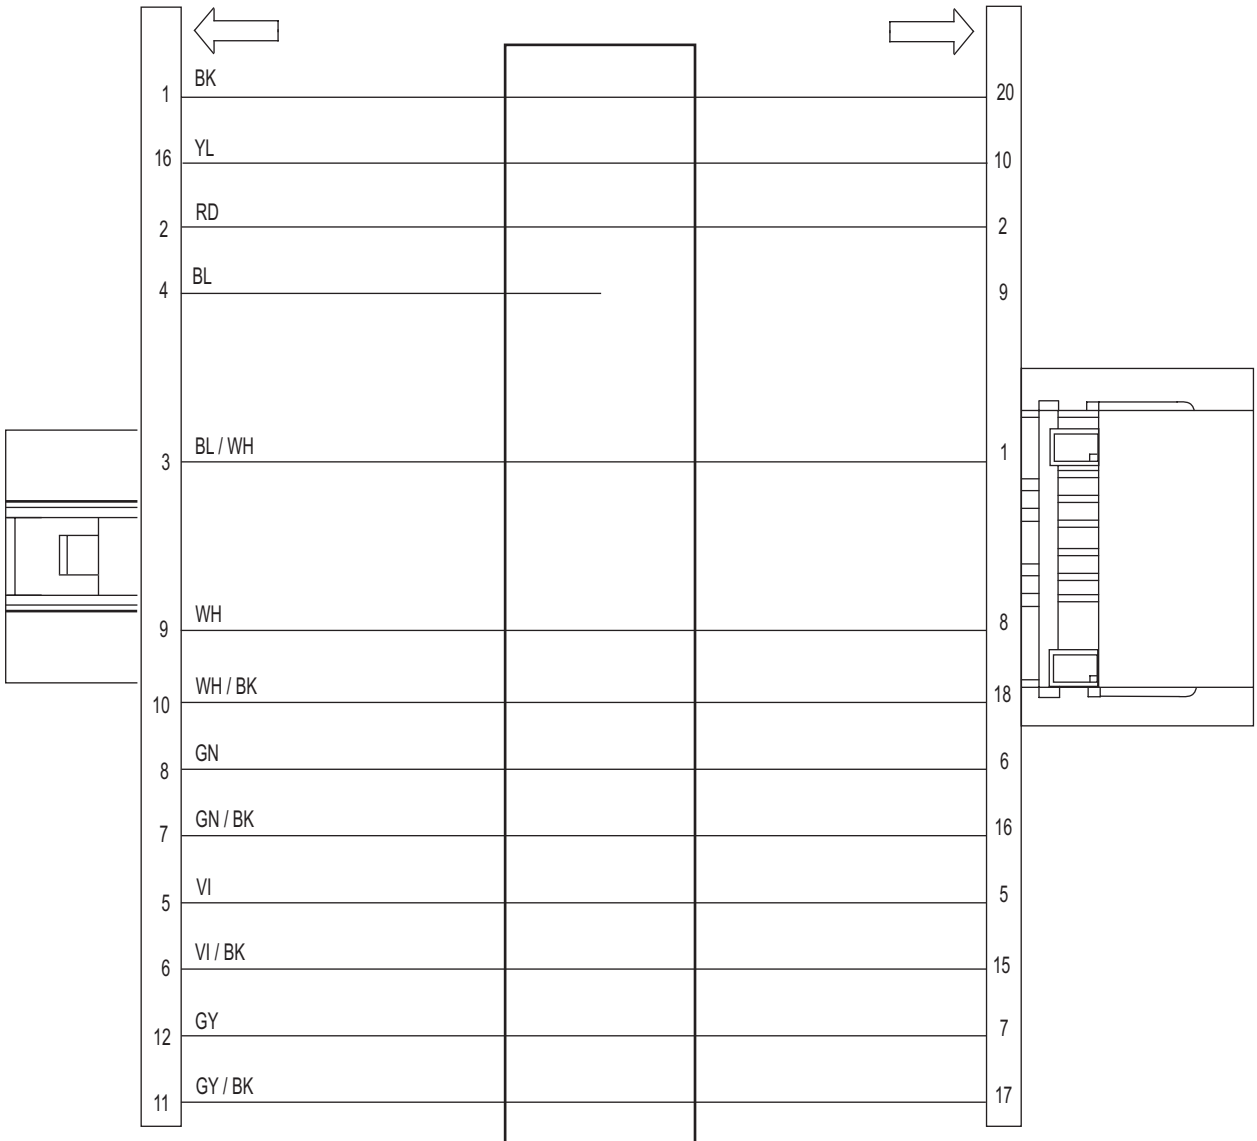 BK
1 20
YL
16 10
RD
2 2
BL
4 9
BL / WH
3 1
WH
9 8
WH / BK
10 18
GN
8 6
GN / BK
7 16
VI
5 5
VI / BK
6 15
GY
12 7
GY / BK
11 17